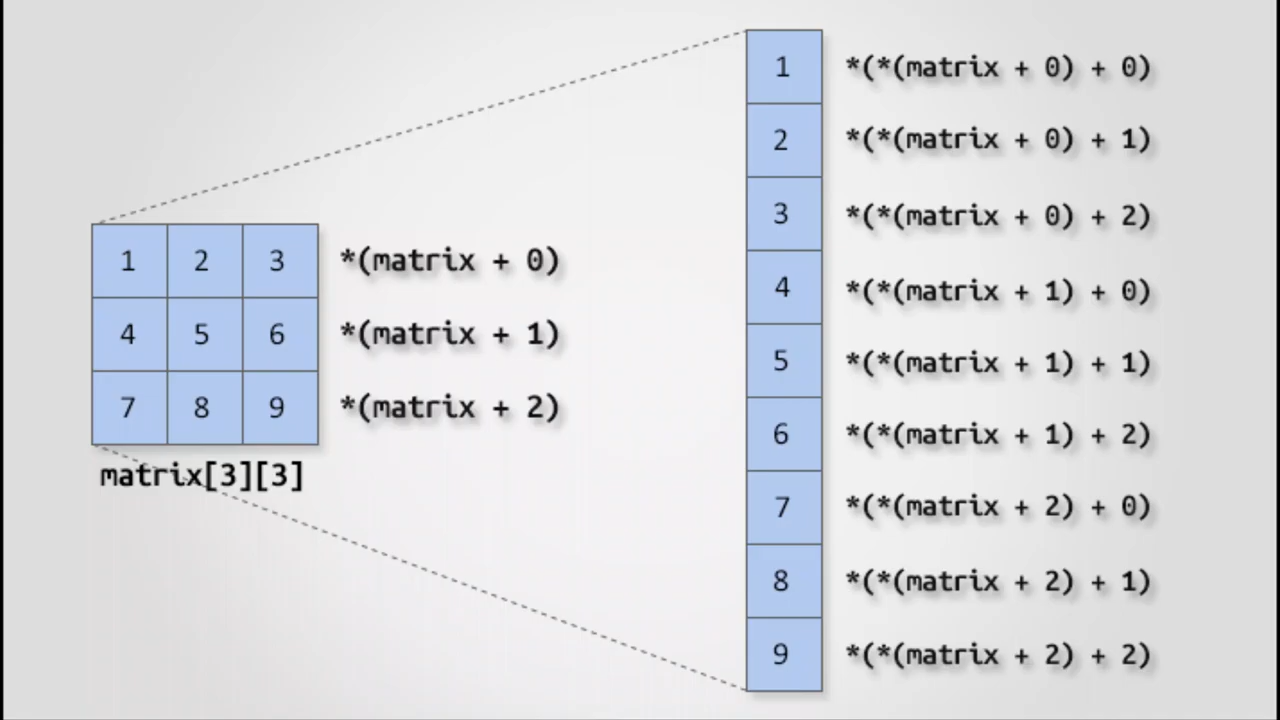 1 2 3 *(matrix + 0)
4 5 6 *(matrix + 1)
7 8 9 *(matrix + 2)
matrix[3][3]
1 *(*(matrix + 0) + 0)
2 *(*(matrix + 0) + 1)
3 *(*(matrix + 0) + 2)
4 *(*(matrix + 1) + 0)
5 *(*(matrix + 1) + 1)
6 *(*(matrix + 1) + 2)
7 *(*(matrix + 2) + 0)
8 *(*(matrix + 2) + 1)
9 *(*(matrix + 2) + 2)